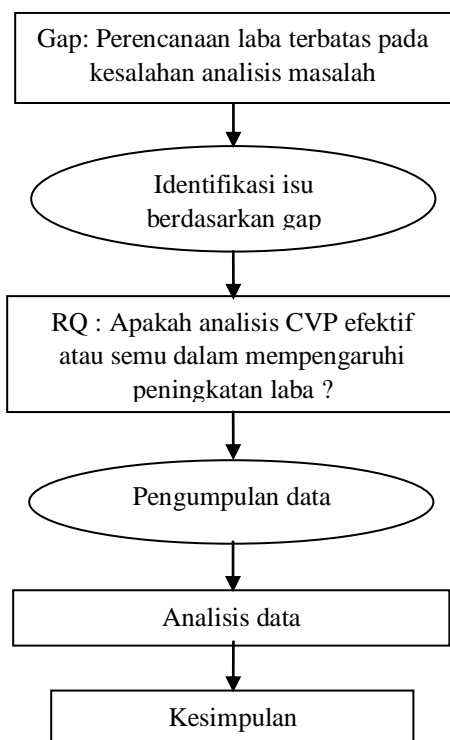 Gap: Perencanaan laba terbatas pada
kesalahan analisis masalah
Identifikasi isu
berdasarkan gap
RQ : Apakah analisis CVP efektif
atau semu dalam mempengaruhi
peningkatan laba ?
Pengumpulan data
Analisis data
Kesimpulan